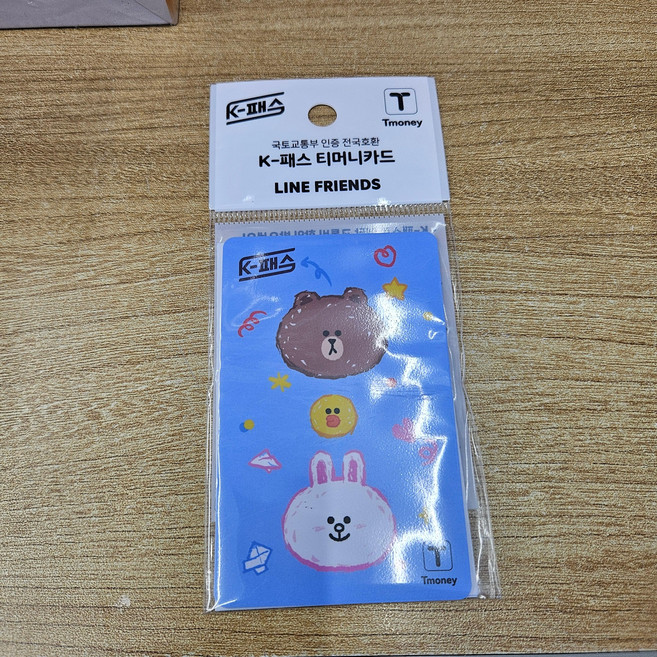 K-패스
Tmoney
국토교통부 인증 전국호환
K-패스 티머니카드
LINE FRIENDS
K-패스
Tmoney